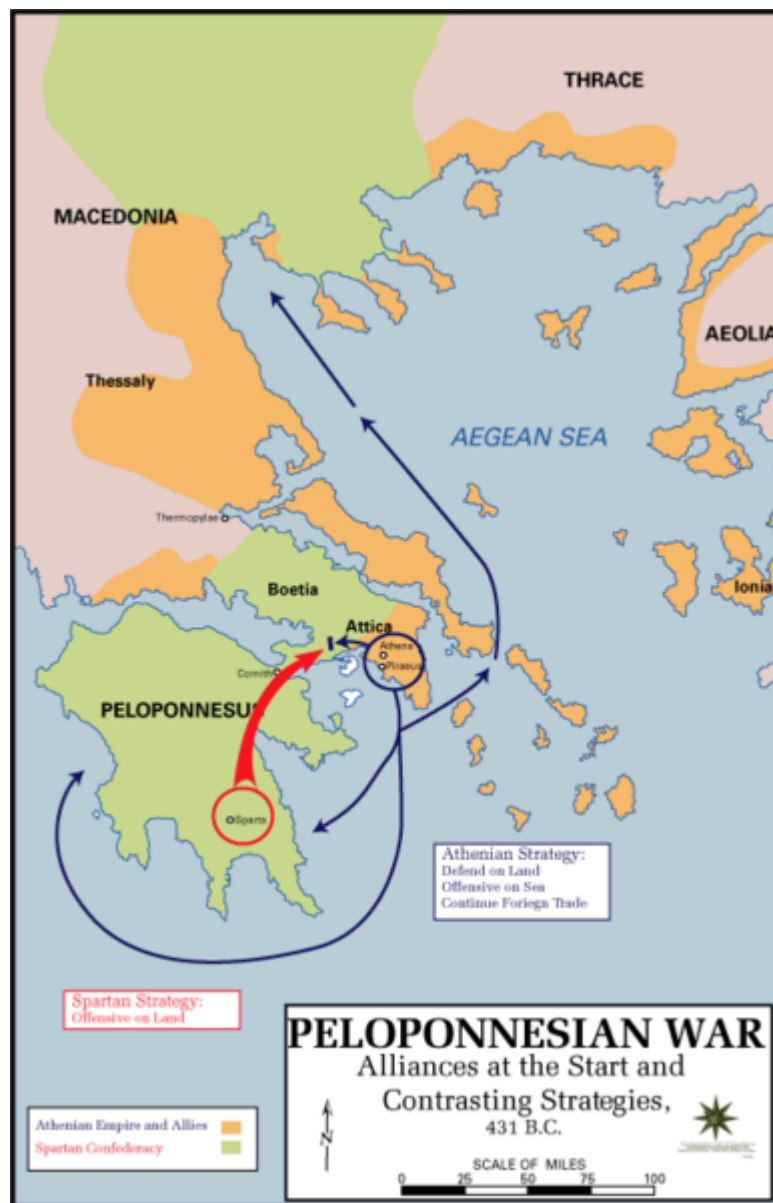 THRACE
MACEDONIA
AEOLIA
Thessaly
AEGEAN SEA
Thermopylae
Ionia
Boetia
Attica
Athens
Piraeus
Cornith
PELOPONNESUS
Sparta
Athenian Strategy:
Defend on Land
Offensive on Sea
Continue Foriegn Trade
Spartan Strategy:
Offensive on Land
PELOPONNESIAN WAR
Alliances at the Start and
Contrasting Strategies,
431 B.C.
N
SCALE OF MILES
0 25 50 75 100
Athenian Empire and Allies
Spartan Confederacy